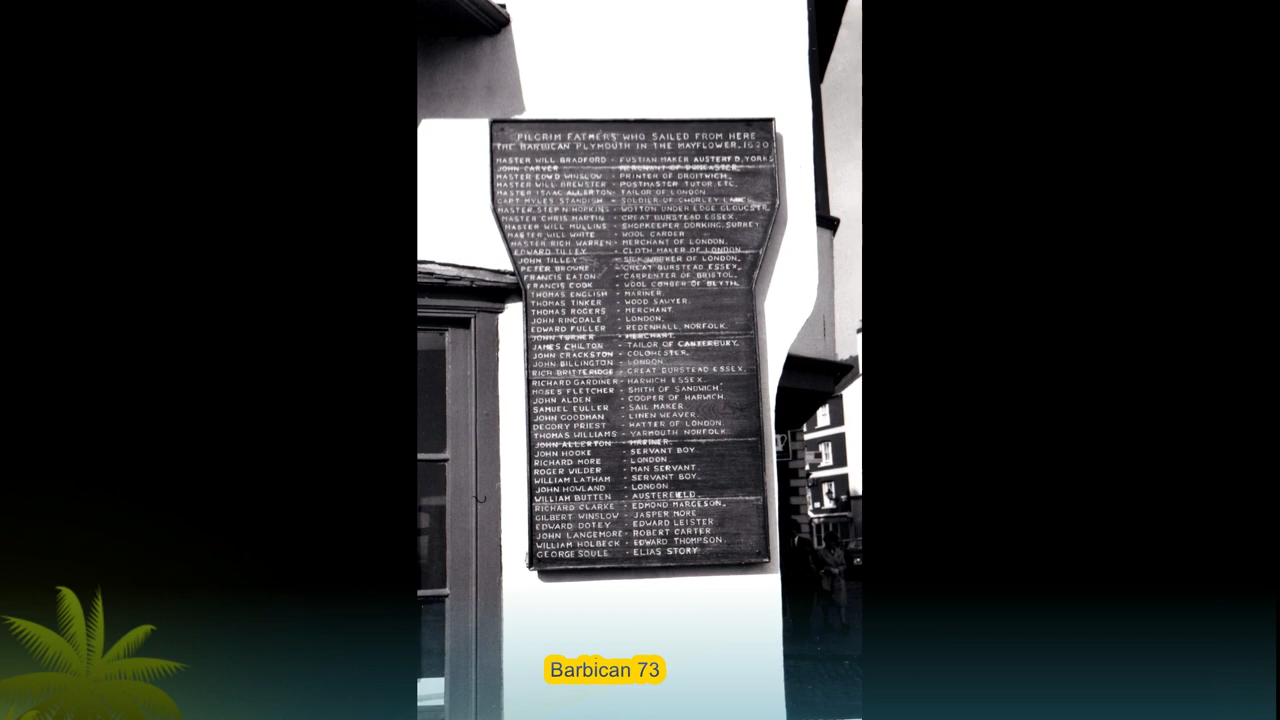 PILGRIM FATHERS WHO SAILED FROM HERE
THE BARBICAN PLYMOUTH IN THE MAYFLOWER. 1620
MASTER WILL BRADFORD - FUSTIAN MAKER AUSTERF'D, YORKS
JOHN CARVER - MERCHANT OF DONCASTER.
MASTER EDWD WINSLOW - PRINTER OF DROITWICH.
MASTER WILL BREWSTER - POSTMASTER TUTOR. ETC.
MASTER ISAAC ALLERTON - TAILOR OF LONDON
CAPT MYLES STANDISH - SOLDIER OF CHORLEY LANC.
MASTER STEP N HOPKINS - WOTTON UNDER EDGE GLOUCSTR.
MASTER CHRIS MARTIN - GREAT BURSTEAD ESSEX.
MASTER WILL MULLINS - SHOPKEEPER DORKING. SURREY
MASTER WILL WHITE - WOOL CARDER
MASTER RICH WARREN - MERCHANT OF LONDON.
EDWARD TILLEY - CLOTH MAKER OF LONDON
JOHN TILLEY - SILK WORKER OF LONDON.
PETER BROWNE - GREAT BURSTEAD ESSEX.
FRANCIS EATON - CARPENTER OF BRISTOL.
FRANCIS COOK - WOOL COMBER OF BLYTH.
THOMAS ENGLISH - MARINER.
THOMAS TINKER - WOOD SAWYER.
THOMAS ROGERS - MERCHANT.
JOHN RINGDALE - LONDON.
EDWARD FULLER - REDENHALL, NORFOLK.
JOHN TURNER - MERCHANT.
JAMES CHILTON - TAILOR OF CANTERBURY.
JOHN CRACKSTON - COLCHESTER.
JOHN BILLINGTON - LONDON
RICH BRITTERIDGE - GREAT BURSTEAD ESSEX.
RICHARD GARDINER - HARWICH ESSEX.
MOSES FLETCHER - SMITH OF SANDWICH.
JOHN ALDEN - COOPER OF HARWICH.
SAMUEL FULLER - SAIL MAKER.
JOHN GOODMAN - LINEN WEAVER.
DEGORY PRIEST - HATTER OF LONDON.
THOMAS WILLIAMS - YARMOUTH NORFOLK.
JOHN ALLERTON - MARINER.
JOHN HOOKE - SERVANT BOY.
RICHARD MORE - LONDON.
ROGER WILDER - MAN SERVANT.
WILLIAM LATHAM - SERVANT BOY.
JOHN HOWLAND - LONDON.
WILLIAM BUTTEN - AUSTERFIELD.
RICHARD CLARKE - EDMOND MARGESON.
GILBERT WINSLOW - JASPER MORE
EDWARD DOTEY - EDWARD LEISTER
JOHN LANGEMORE - ROBERT CARTER
WILLIAM HOLBECK - EDWARD THOMPSON.
GEORGE SOULE - ELIAS STORY
Barbican 73